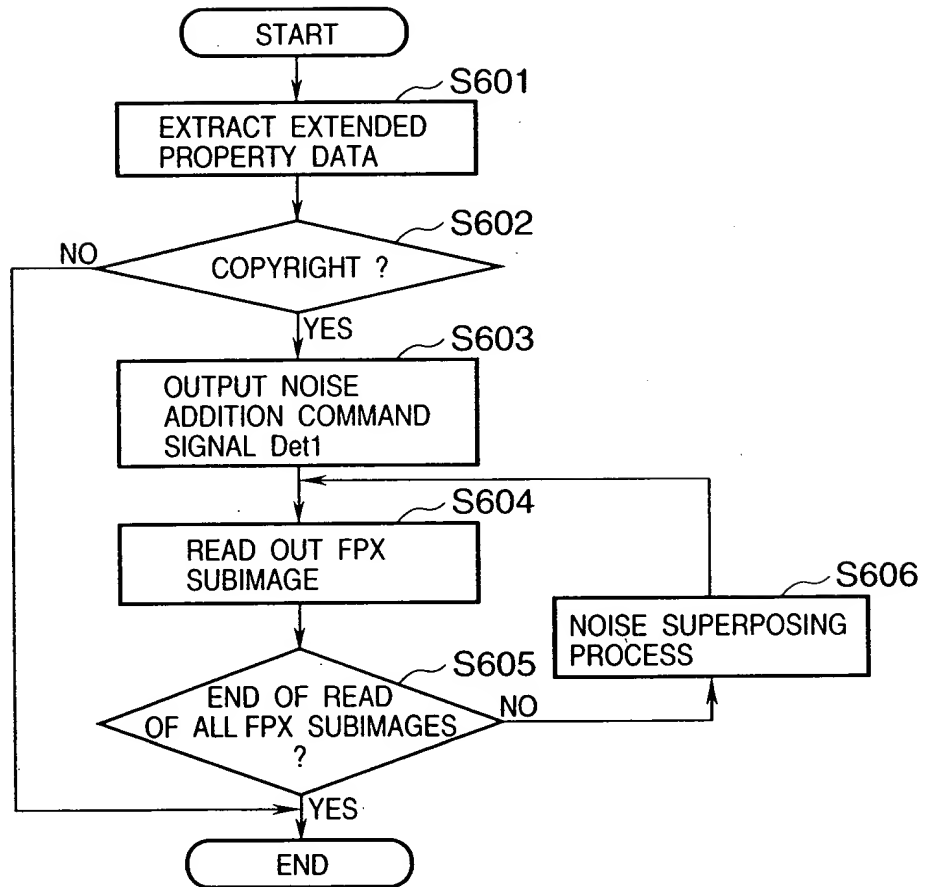 START
S601
EXTRACT EXTENDED
PROPERTY DATA
S602
NO
COPYRIGHT ?
YES
S603
OUTPUT NOISE
ADDITION COMMAND
SIGNAL Det1
S604
READ OUT FPX
SUBIMAGE
S606
NOISE SUPERPOSING
PROCESS
S605
END OF READ
OF ALL FPX SUBIMAGES
?
NO
YES
END